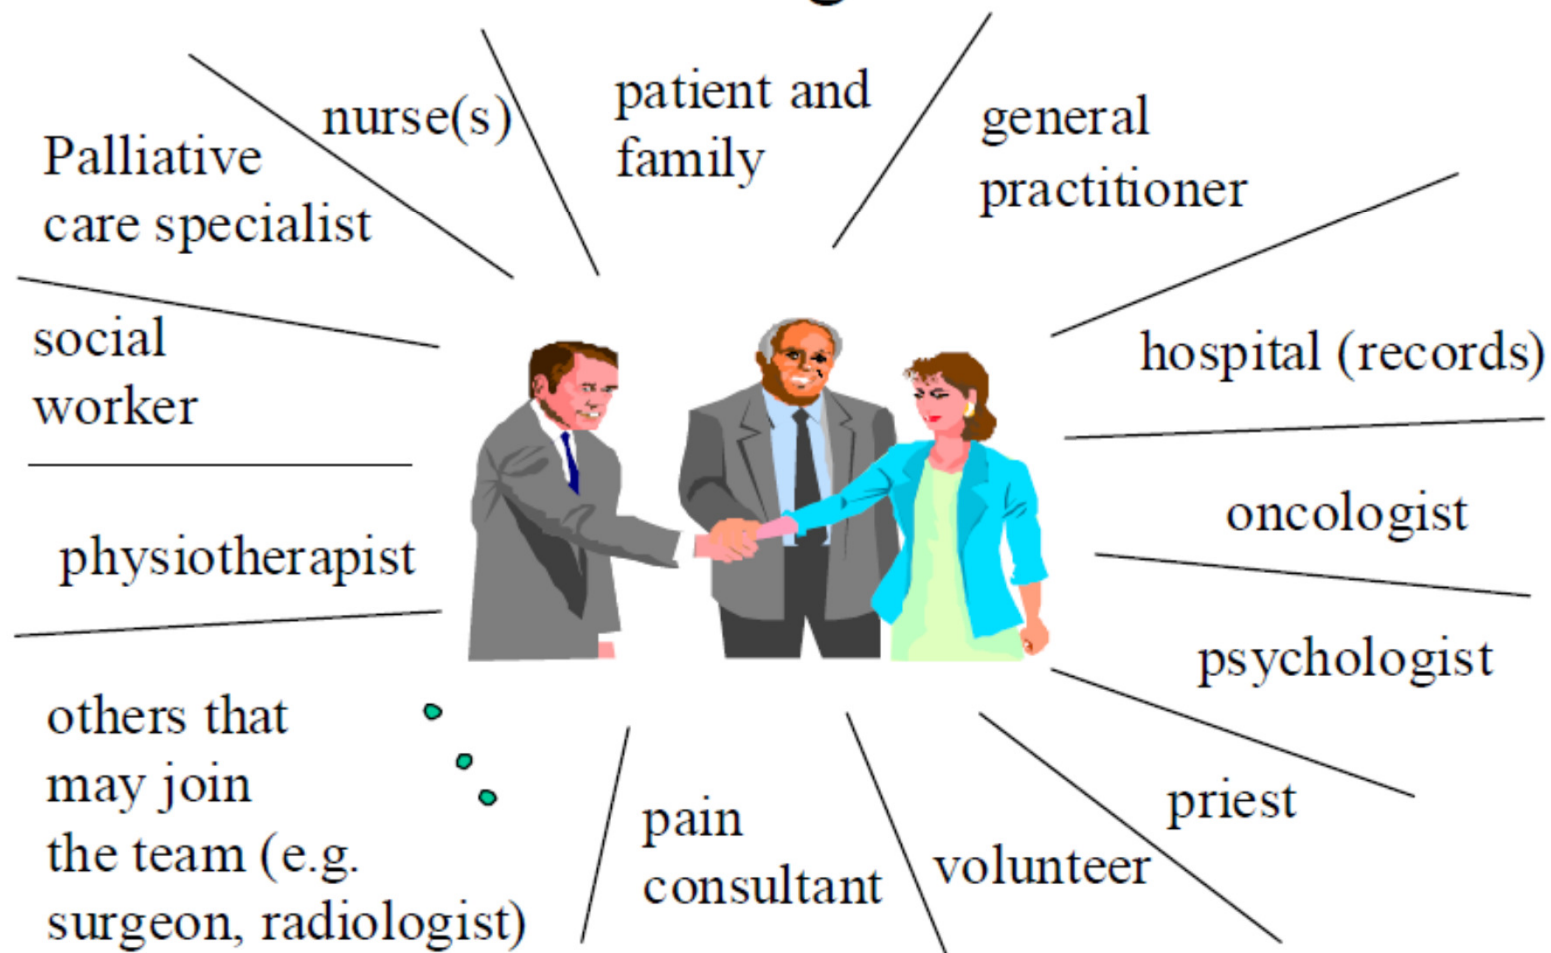 patient and
family
general
practitioner
hospital (records)
oncologist
psychologist
priest
volunteer
pain
consultant
others that
may join
the team (e.g.
surgeon, radiologist)
physiotherapist
social
worker
Palliative
care specialist
nurse(s)